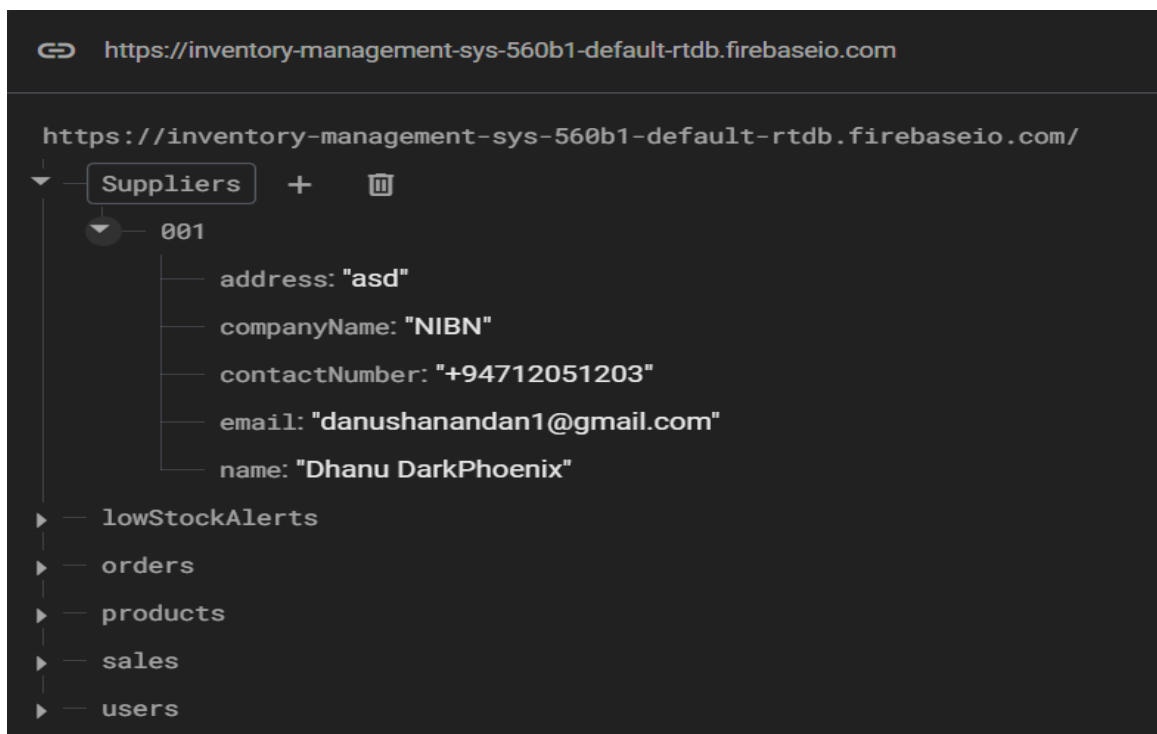 https://inventory-management-sys-560b1-default-rtdb.firebaseio.com
https://inventory-management-sys-560b1-default-rtdb.firebaseio.com/
Suppliers
001
address: "asd"
companyName: "NIBN"
contactNumber: "+94712051203"
email: "danushanandan1@gmail.com"
name: "Dhanu DarkPhoenix"
lowStockAlerts
orders
products
sales
users